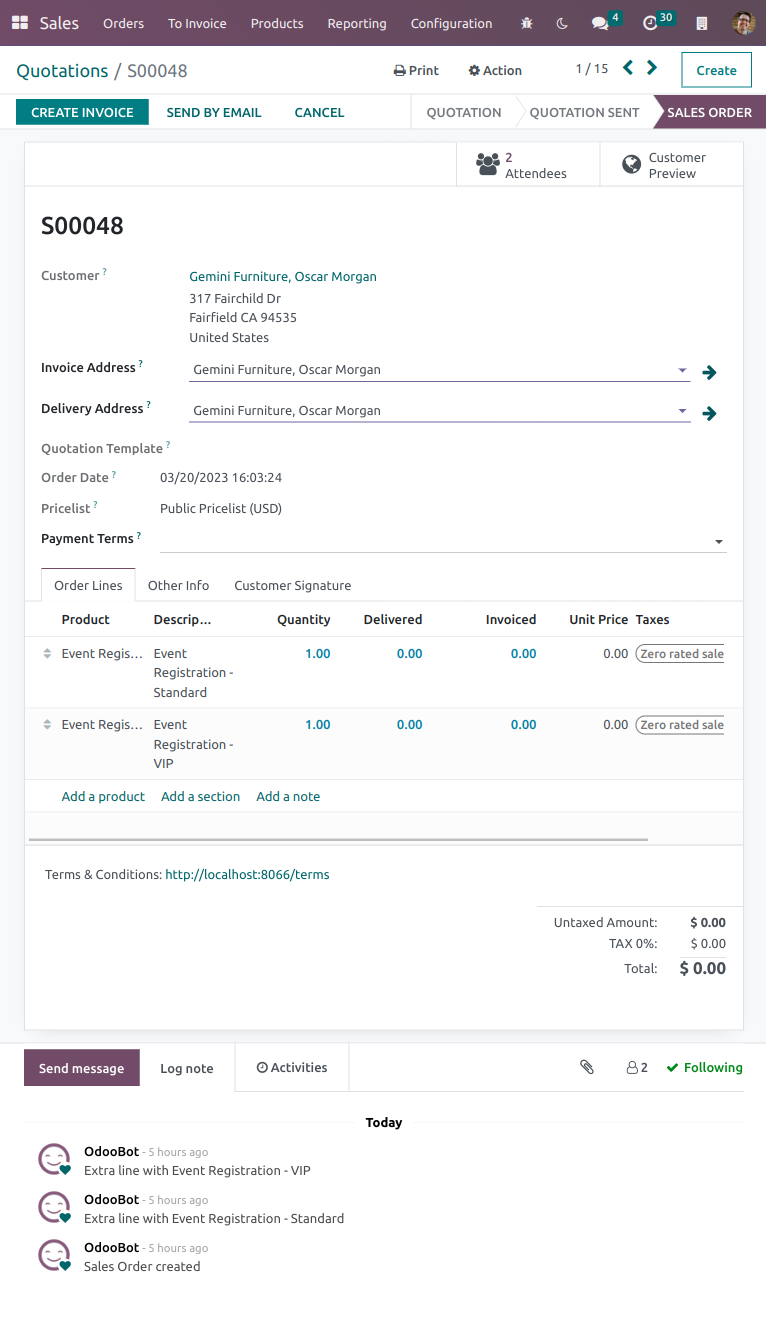 Sales Orders To Invoice Products Reporting Configuration 4 30
Quotations / S00048 Print Action 1 / 15 Create
CREATE INVOICE SEND BY EMAIL CANCEL QUOTATION QUOTATION SENT SALES ORDER
2 Attendees
Customer Preview
S00048
Customer ? Gemini Furniture, Oscar Morgan
317 Fairchild Dr
Fairfield CA 94535
United States
Invoice Address ? Gemini Furniture, Oscar Morgan
Delivery Address ? Gemini Furniture, Oscar Morgan
Quotation Template ?
Order Date ? 03/20/2023 16:03:24
Pricelist ? Public Pricelist (USD)
Payment Terms ?
Order Lines Other Info Customer Signature
Product Descrip... Quantity Delivered Invoiced Unit Price Taxes
Event Regis... Event 1.00 0.00 0.00 0.00 Zero rated sale
Registration -
Standard
Event Regis... Event 1.00 0.00 0.00 0.00 Zero rated sale
Registration -
VIP
Add a product Add a section Add a note
Terms & Conditions: http://localhost:8066/terms
Untaxed Amount: $ 0.00
TAX 0%: $ 0.00
Total: $ 0.00
Send message Log note Activities 2 Following
Today
OdooBot - 5 hours ago
Extra line with Event Registration - VIP
OdooBot - 5 hours ago
Extra line with Event Registration - Standard
OdooBot - 5 hours ago
Sales Order created